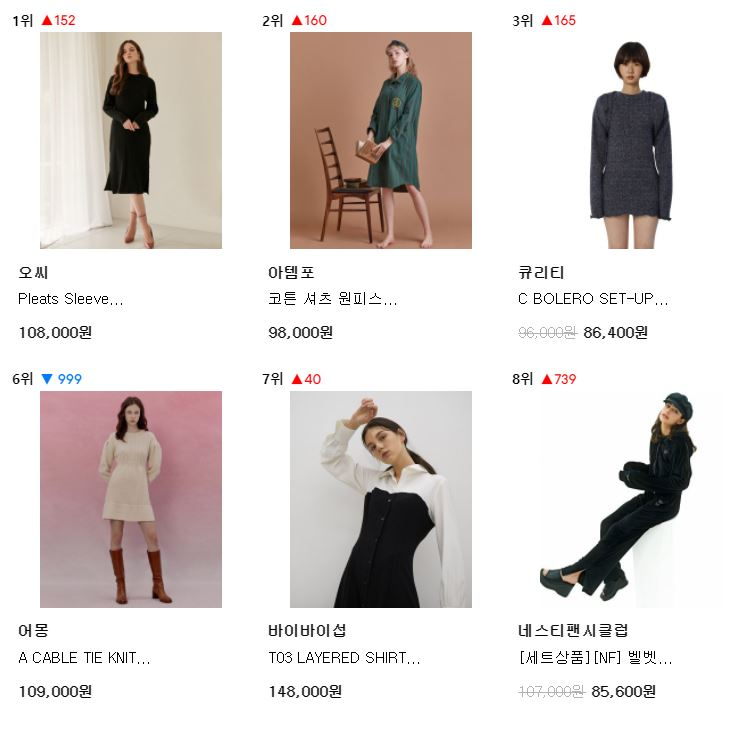 1위 ▲152
2위 ▲160
3위 ▲165
오씨
아템포
큐리티
Pleats Sleeve...
코튼 셔츠 원피스...
C BOLERO SET-UP...
108,000원
98,000원
96,000원 86,400원
6위 ▼ 999
7위 ▲40
8위 ▲739
어몽
바이바이섭
네스티팬시클럽
A CABLE TIE KNIT...
T03 LAYERED SHIRT...
[세트상품][NF] 벨벳...
109,000원
148,000원
107,000원 85,600원